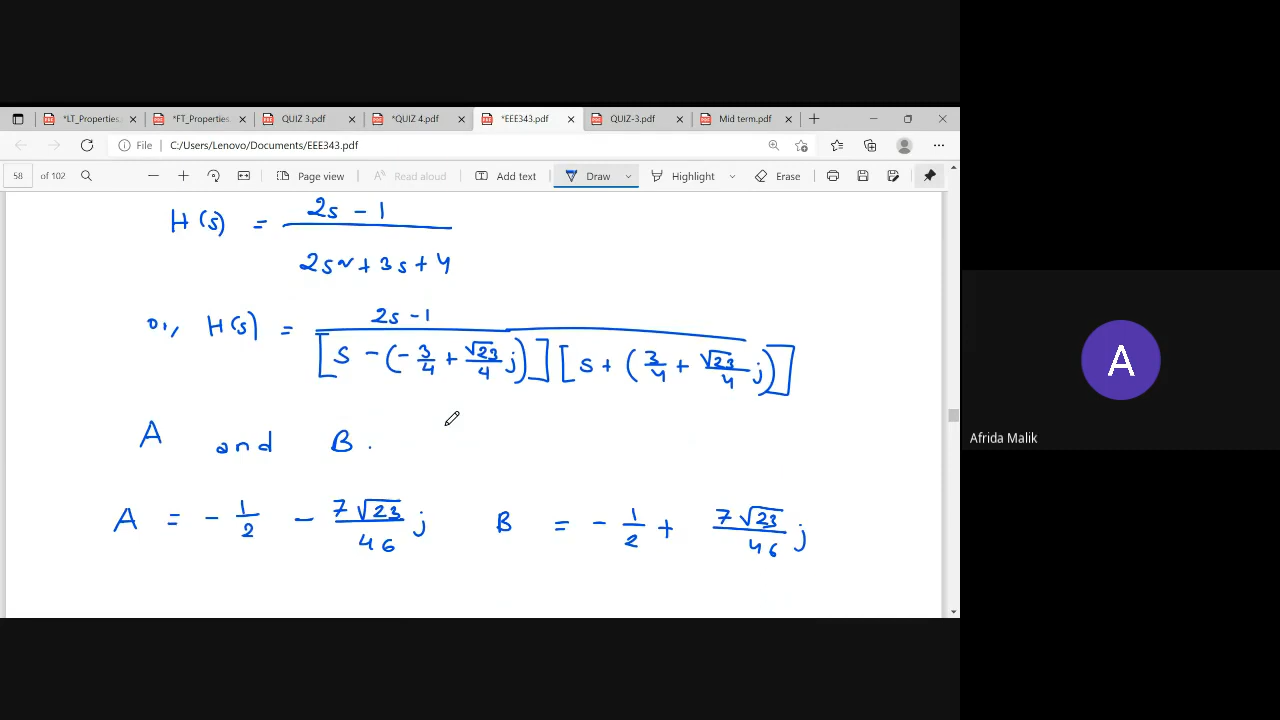 *LT_Properties. *FT_Properties. QUIZ 3.pdf *QUIZ 4.pdf *EEE343.pdf QUIZ-3.pdf Mid term.pdf
File C:/Users/Lenovo/Documents/EEE343.pdf
58 of 102 Page view Read aloud Add text Draw Highlight Erase
H(s) = 2s - 1 / 2s² + 3s + 4
or, H(s) = 2s - 1 / [s - (-3/4 + √23/4 j)] [s + (3/4 + √23/4 j)]
A and B.
A = - 1/2 - 7√23/46 j B = - 1/2 + 7√23/46 j
A
Afrida Malik